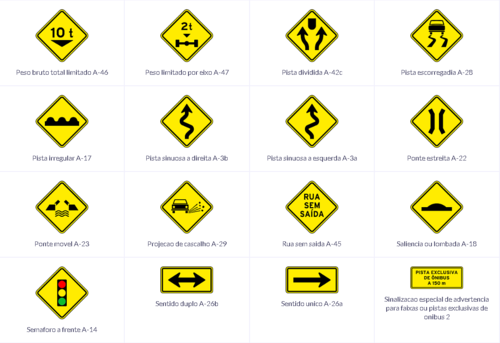 10 t
2 t
Peso bruto total limitado A-46
Peso limitado por eixo A-47
Pista dividida A-42c
Pista escorregadia A-28
Pista irregular A-17
Pista sinuosa a direita A-3b
Pista sinuosa a esquerda A-3a
Ponte estreita A-22
RUA
SEM
SAÍDA
Ponta movel A-23
Projecao de cascalho A-29
Rua sem saida A-45
Saliencia ou lombada A-18
PISTA EXCLUSIVA
DE ÔNIBUS
A 150 m
Semaforo a frente A-14
Sentido duplo A-26b
Sentido unico A-26a
Sinalizacao especial de advertencia
para faixas ou pistas exclusivas de
onibus 2